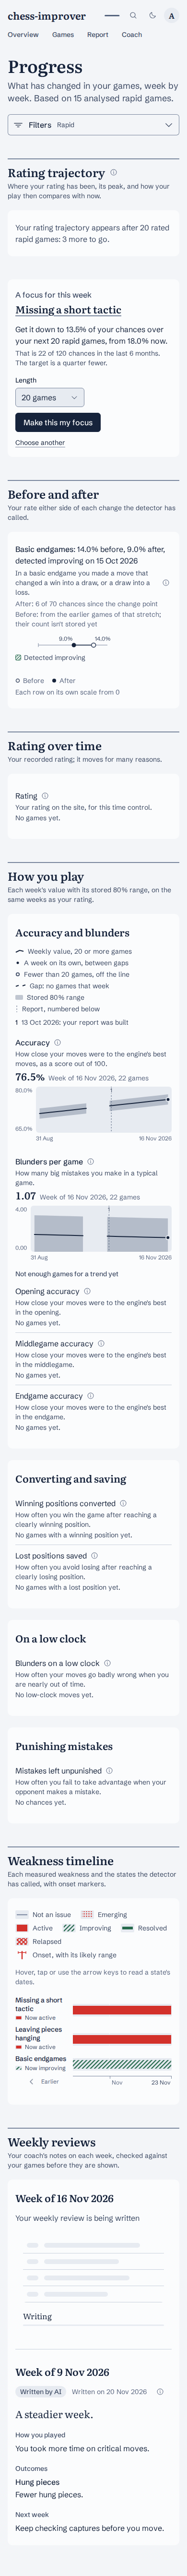 chess-improver
A
Overview Games Report Coach
Progress
What has changed in your games, week by
week. Based on 15 analysed rapid games.
Filters Rapid
Rating trajectory
Where your rating has been, its peak, and how your
play then compares with now.
Your rating trajectory appears after 20 rated
rapid games: 3 more to go.
A focus for this week
Missing a short tactic
Get it down to 13.5% of your chances over
your next 20 rapid games, from 18.0% now.
That is 22 of 120 chances in the last 6 months.
The target is a quarter fewer.
Length
20 games
Make this my focus
Choose another
Before and after
Your rate either side of each change the detector has
called.
Basic endgames: 14.0% before, 9.0% after,
detected improving on 15 Oct 2026
In a basic endgame you made a move that
changed a win into a draw, or a draw into a
loss.
After: 6 of 70 chances since the change point
Before: from the earlier games of that stretch;
their count isn't stored yet
9.0% 14.0%
Detected improving
Before After
Each row on its own scale from 0
Rating over time
Your recorded rating; it moves for many reasons.
Rating
Your rating on the site, for this time control.
No games yet.
How you play
Each week's value with its stored 80% range, on the
same weeks as your rating.
Accuracy and blunders
Weekly value, 20 or more games
A week on its own, between gaps
Fewer than 20 games, off the line
Gap: no games that week
Stored 80% range
Report, numbered below
1 13 Oct 2026: your report was built
Accuracy
How close your moves were to the engine's best
moves, as a score out of 100.
76.5% Week of 16 Nov 2026, 22 games
80.0%
1
65.0%
31 Aug 16 Nov 2026
Blunders per game
How many big mistakes you make in a typical
game.
1.07 Week of 16 Nov 2026, 22 games
4.00
1
0.00
31 Aug 16 Nov 2026
Not enough games for a trend yet
Opening accuracy
How close your moves were to the engine's best
in the opening.
No games yet.
Middlegame accuracy
How close your moves were to the engine's best
in the middlegame.
No games yet.
Endgame accuracy
How close your moves were to the engine's best
in the endgame.
No games yet.
Converting and saving
Winning positions converted
How often you win the game after reaching a
clearly winning position.
No games with a winning position yet.
Lost positions saved
How often you avoid losing after reaching a
clearly losing position.
No games with a lost position yet.
On a low clock
Blunders on a low clock
How often your moves go badly wrong when you
are nearly out of time.
No low-clock moves yet.
Punishing mistakes
Mistakes left unpunished
How often you fail to take advantage when your
opponent makes a mistake.
No chances yet.
Weakness timeline
Each measured weakness and the states the detector
has called, with onset markers.
Not an issue Emerging
Active Improving Resolved
Relapsed
Onset, with its likely range
Hover, tap or use the arrow keys to read a state's
dates.
Missing a short
tactic
Now active
Leaving pieces
hanging
Now active
Basic endgames
Now improving
Earlier Nov 23 Nov
Weekly reviews
Your coach's notes on each week, checked against
your games before they are shown.
Week of 16 Nov 2026
Your weekly review is being written
Writing
Week of 9 Nov 2026
Written by AI Written on 20 Nov 2026
A steadier week.
How you played
You took more time on critical moves.
Outcomes
Hung pieces
Fewer hung pieces.
Next week
Keep checking captures before you move.